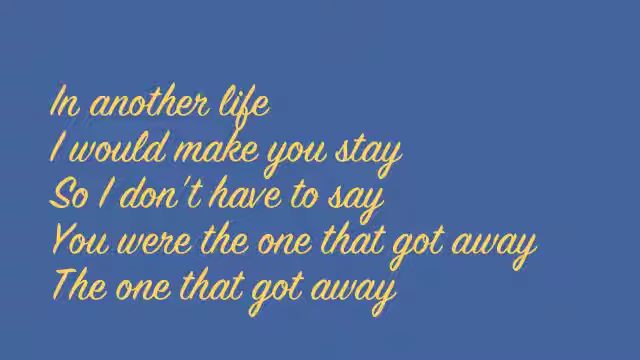 In another life
I would make you stay
So I don't have to say
You were the one that got away
The one that got away